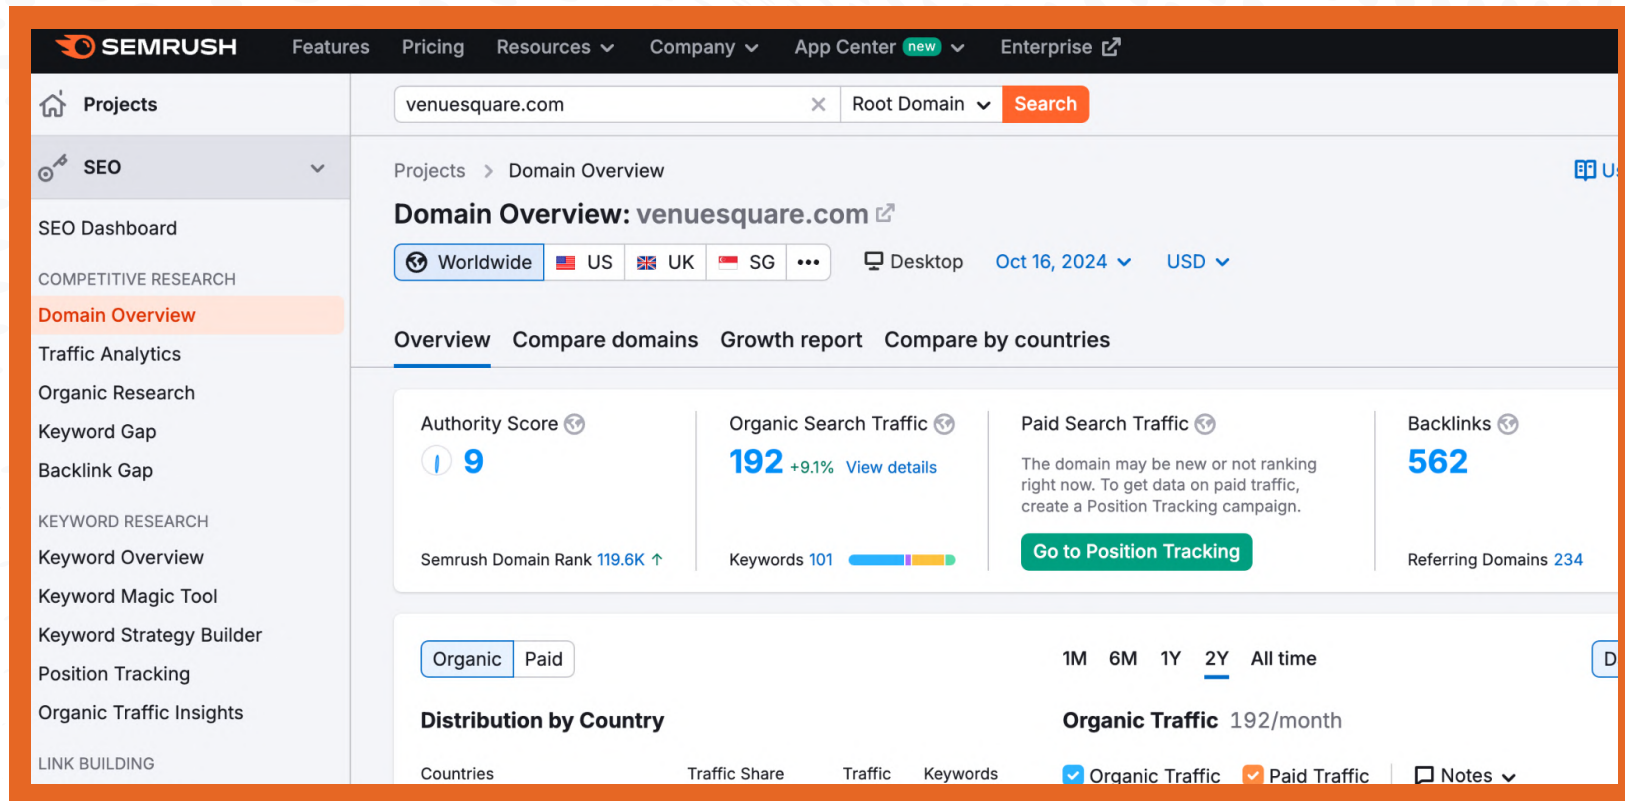 SEMRUSH Features Pricing Resources Company App Center new Enterprise
Projects
venuesquare.com Root Domain Search
SEO
Projects Domain Overview
SEO Dashboard
Domain Overview: venuesquare.com
COMPETITIVE RESEARCH
Worldwide US UK SG Desktop Oct 16, 2024 USD
Domain Overview
Traffic Analytics
Overview Compare domains Growth report Compare by countries
Organic Research
Keyword Gap
Backlink Gap
KEYWORD RESEARCH
Keyword Overview
Keyword Magic Tool
Keyword Strategy Builder
Position Tracking
Organic Traffic Insights
LINK BUILDING
Authority Score
9
Semrush Domain Rank 119.6K ↑
Organic Search Traffic
192 +9.1% View details
Keywords 101
Paid Search Traffic
The domain may be new or not ranking
right now. To get data on paid traffic,
create a Position Tracking campaign.
Go to Position Tracking
Backlinks
562
Referring Domains 234
Organic Paid
1M 6M 1Y 2Y All time
Distribution by Country
Organic Traffic 192/month
Countries Traffic Share Traffic Keywords
Organic Traffic Paid Traffic Notes